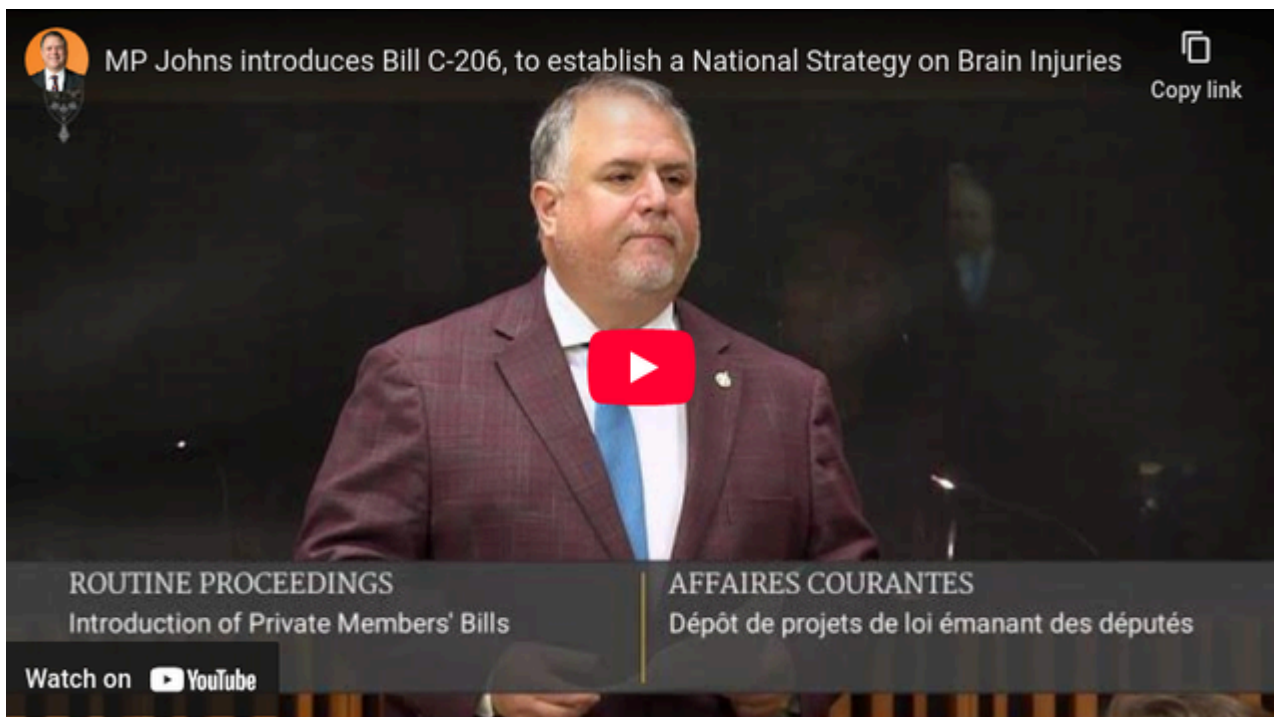 MP Johns introduces Bill C-206, to establish a National Strategy on Brain Injuries
Copy link
ROUTINE PROCEEDINGS
Introduction of Private Members' Bills
AFFAIRES COURANTES
Dépôt de projets de loi émanant des députés
Watch on YouTube